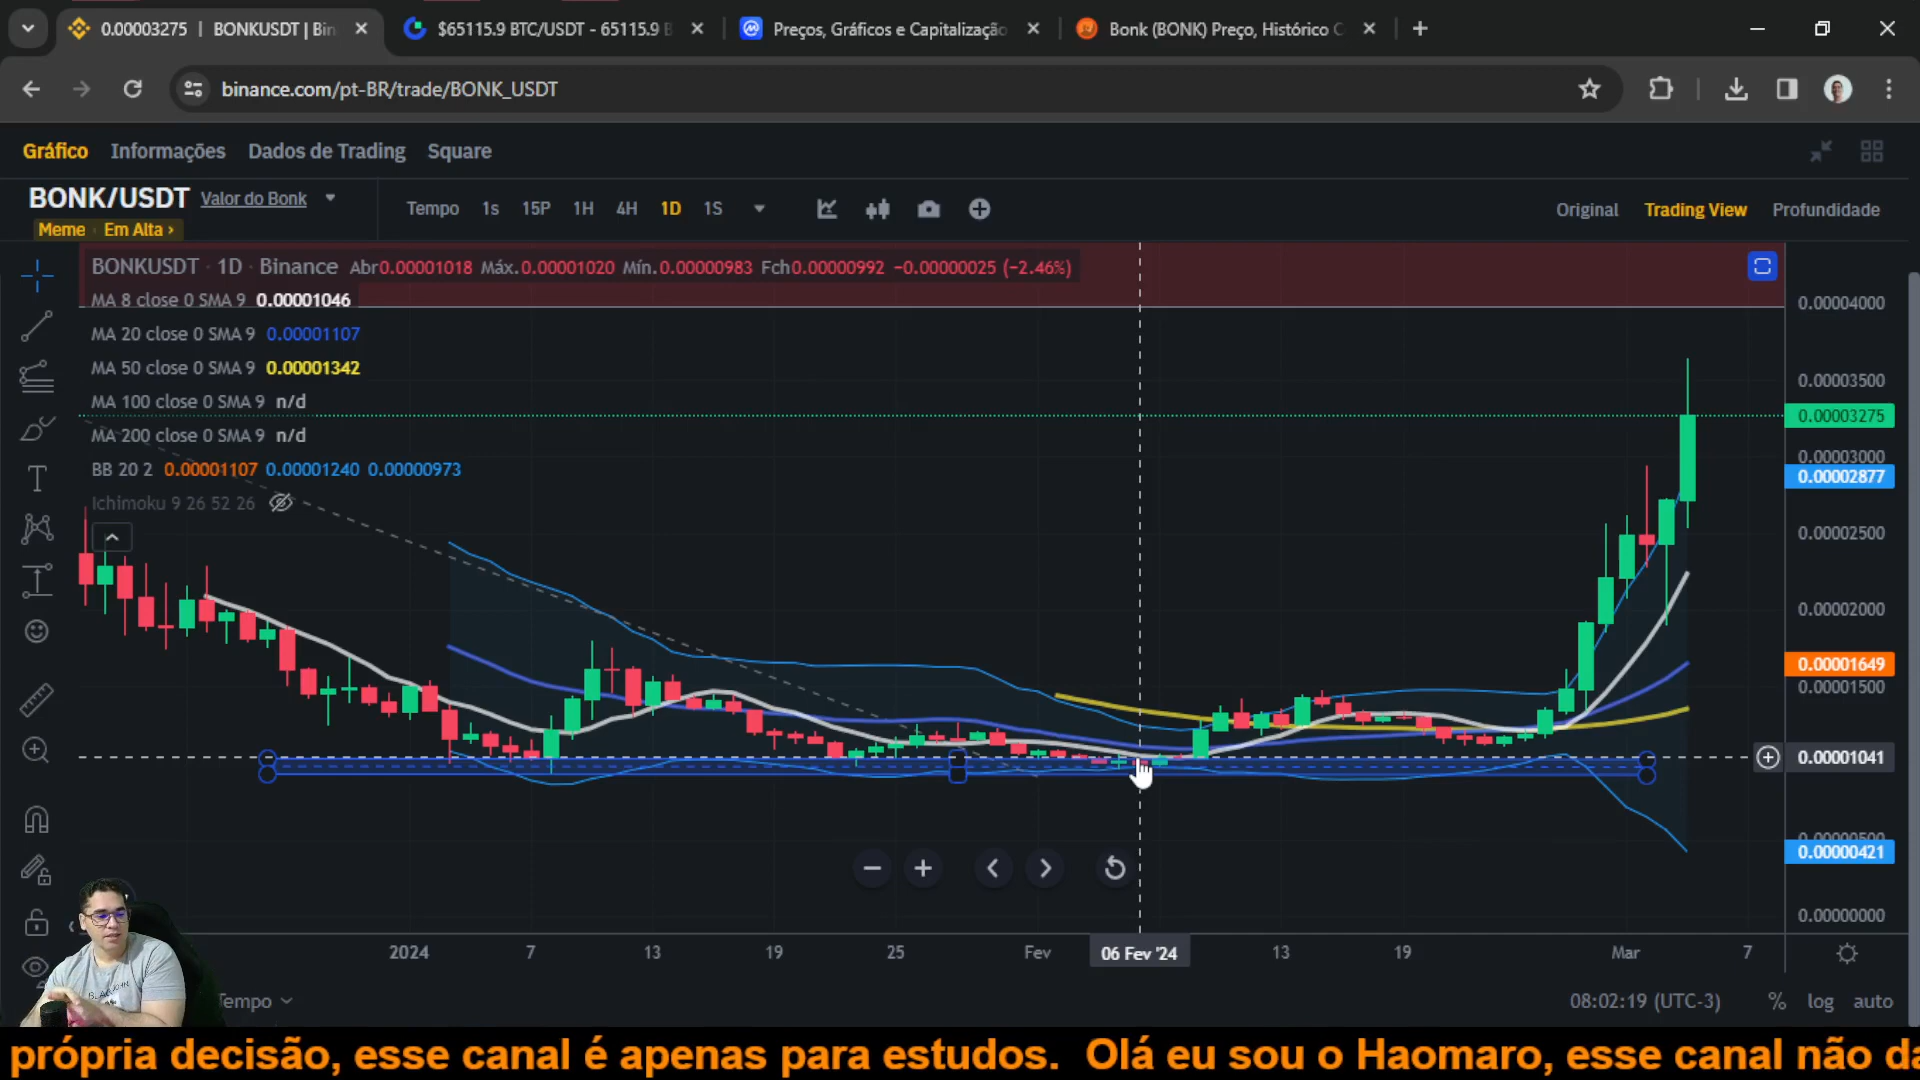 0.00003275 | BONKUSDT | Bin
$65115.9 BTC/USDT - 65115.9 B
Preços, Gráficos e Capitalização
Bonk (BONK) Preço, Histórico C
binance.com/pt-BR/trade/BONK_USDT
Gráfico Informações Dados de Trading Square
BONK/USDT Valor do Bonk
Meme Em Alta ›
Tempo 1s 15P 1H 4H 1D 1S
Original Trading View Profundidade
BONKUSDT · 1D · Binance Abr0.00001018 Máx.0.00001020 Mín.0.00000983 Fch0.00000992 −0.00000025 (−2.46%)
MA 8 close 0 SMA 9 0.00001046
MA 20 close 0 SMA 9 0.00001107
MA 50 close 0 SMA 9 0.00001342
MA 100 close 0 SMA 9 n/d
MA 200 close 0 SMA 9 n/d
BB 20 2 0.00001107 0.00001240 0.00000973
Ichimoku 9 26 52 26
0.00004000
0.00003500
0.00003275
0.00003000
0.00002877
0.00002500
0.00002000
0.00001649
0.00001500
0.00001041
0.00000500
0.00000421
0.00000000
2024 7 13 19 25 Fev 06 Fev '24 13 19 Mar 7
Tempo
08:02:19 (UTC-3) % log auto
própria decisão, esse canal é apenas para estudos. Olá eu sou o Haomaro, esse canal não da